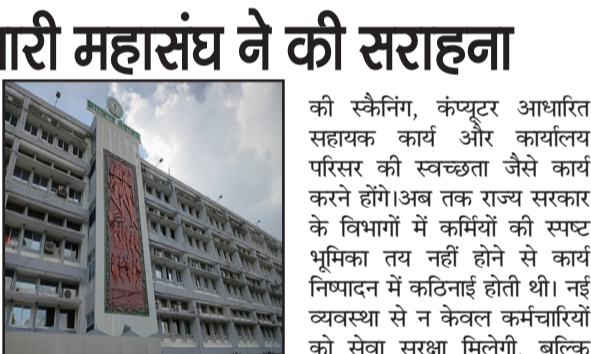 महासंघ ने की सराहना
की स्कैनिंग, कंप्यूटर आधारित
सहायक कार्य और कार्यालय
परिसर की स्वच्छता जैसे कार्य
करने होंगे।अब तक राज्य सरकार
के विभागों में कर्मियों की स्पष्ट
भूमिका तय नहीं होने से कार्य
निष्पादन में कठिनाई होती थी। नई
व्यवस्था से न केवल कर्मचारियों
को सेवा सुरक्षा मिलेगी, बल्कि